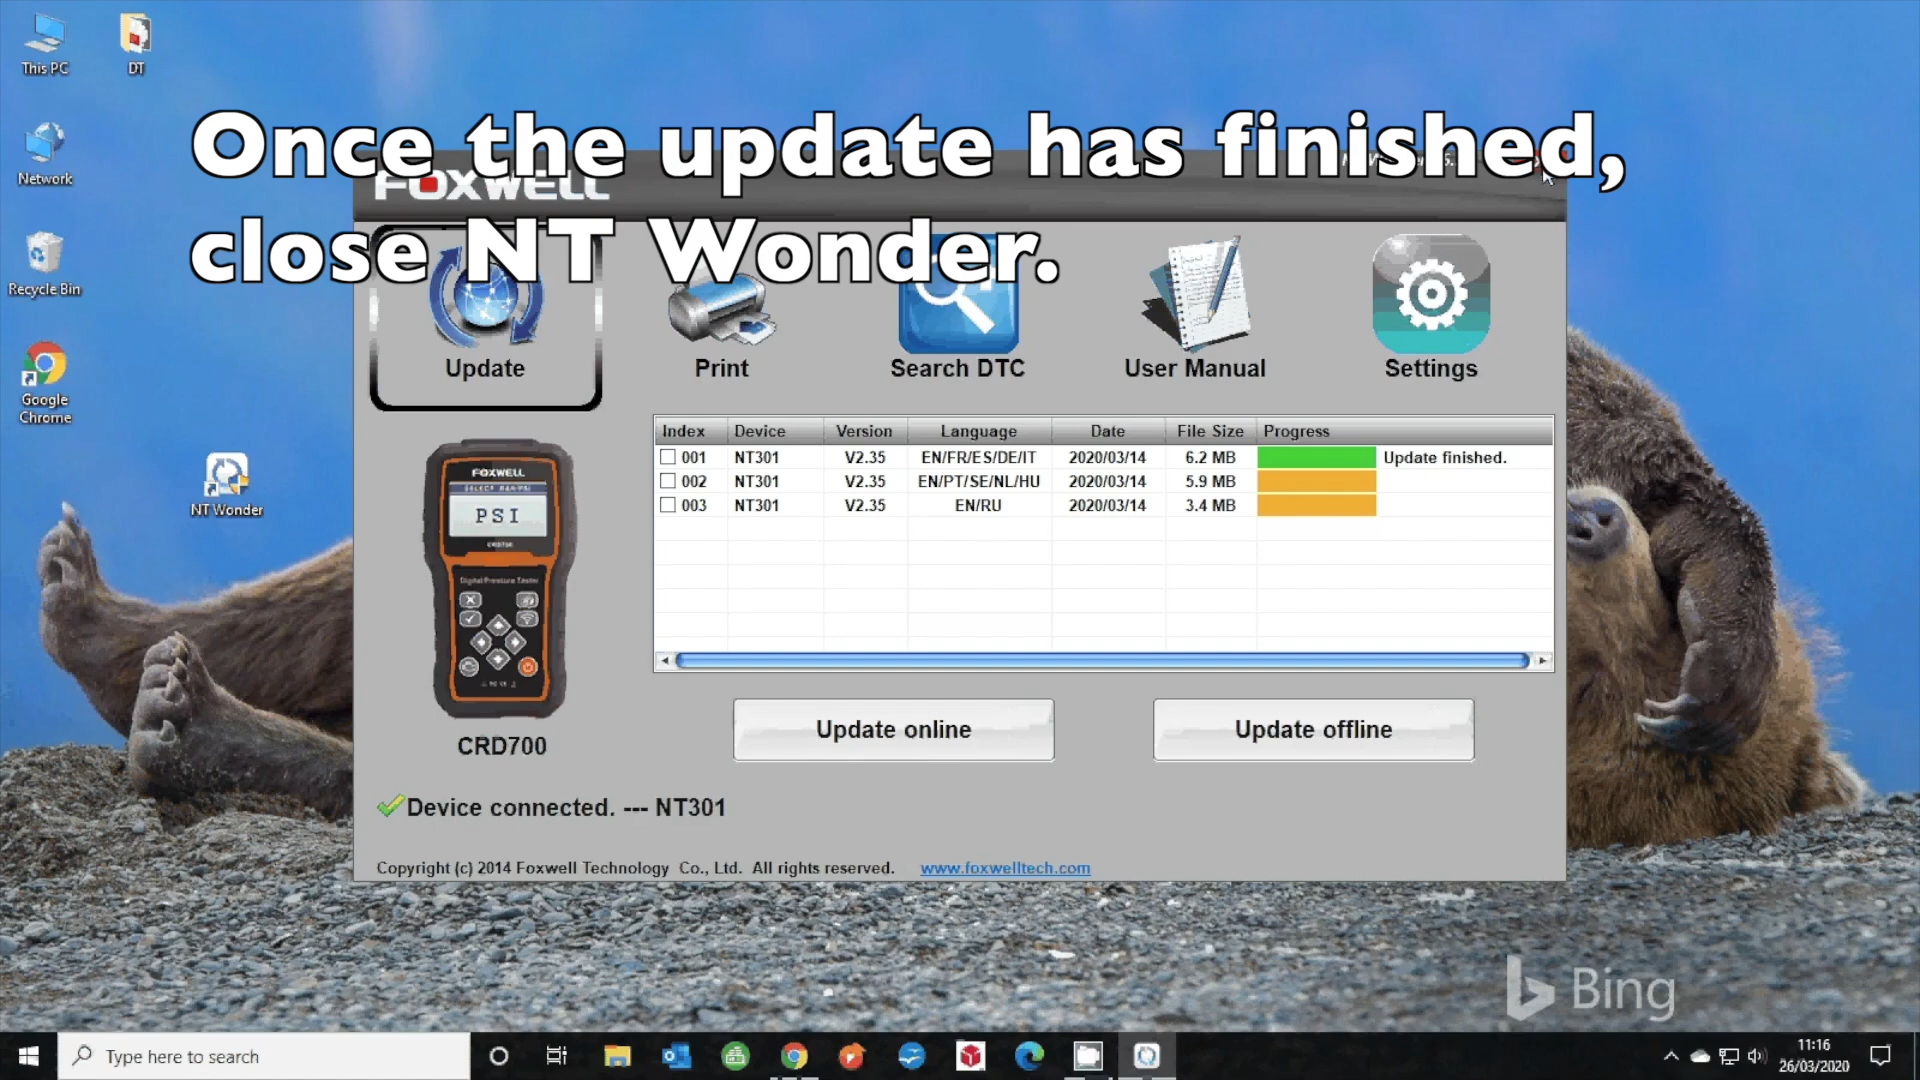 This PC
DT
Once the update has finished,
close NT Wonder.
Network
FOXWELL
Recycle Bin
Update
Print
Search DTC
User Manual
Settings
Google
Chrome
Index Device Version Language Date File Size Progress
001 NT301 V2.35 EN/FR/ES/DE/IT 2020/03/14 6.2 MB Update finished.
002 NT301 V2.35 EN/PT/SE/NL/HU 2020/03/14 5.9 MB
003 NT301 V2.35 EN/RU 2020/03/14 3.4 MB
NT Wonder
FOXWELL
PSI
Digital Pressure Tester
Update online
Update offline
CRD700
Device connected. --- NT301
Copyright (c) 2014 Foxwell Technology Co., Ltd. All rights reserved. www.foxwelltech.com
Bing
Type here to search
11:16
26/03/2020